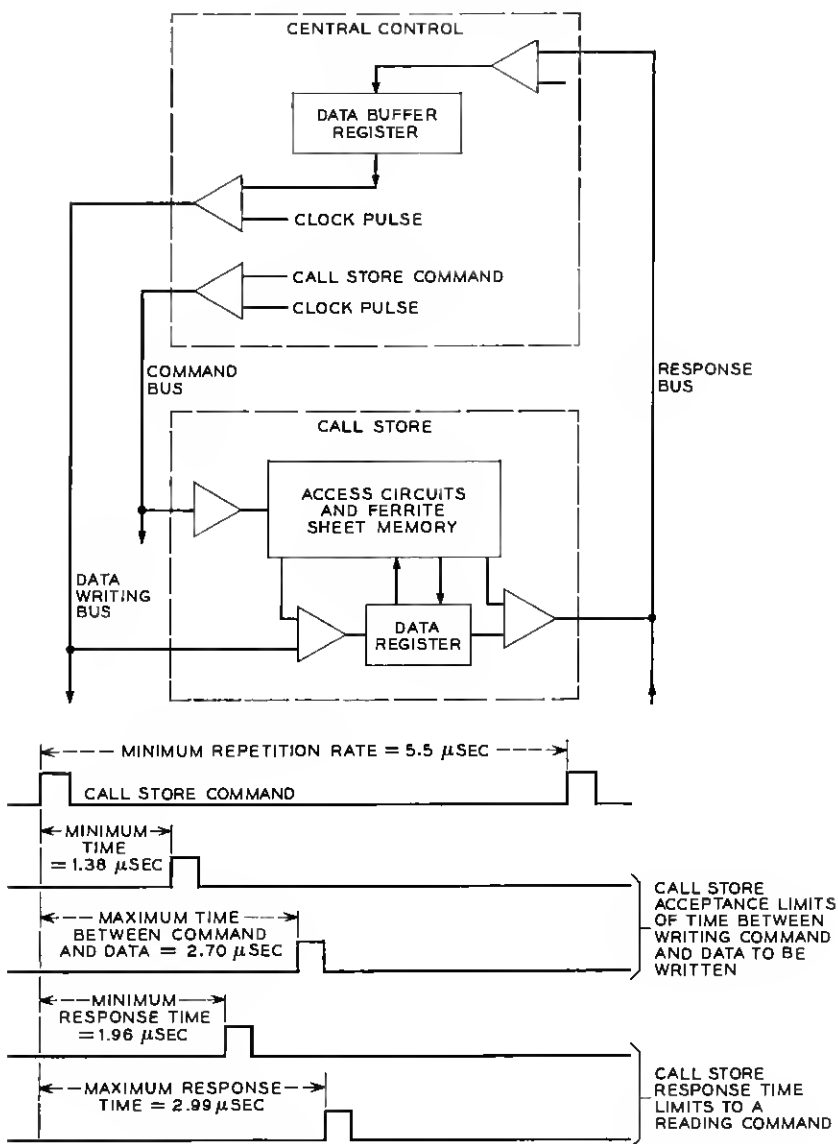 CENTRAL CONTROL
DATA BUFFER
REGISTER
CLOCK PULSE
CALL STORE COMMAND
CLOCK PULSE
COMMAND
BUS
RESPONSE
BUS
CALL STORE
ACCESS CIRCUITS
AND FERRITE
SHEET MEMORY
DATA
WRITING
BUS
DATA
REGISTER
MINIMUM REPETITION RATE = 5.5 μSEC
CALL STORE COMMAND
MINIMUM
TIME
= 1.38 μSEC
MAXIMUM TIME
BETWEEN COMMAND
AND DATA = 2.70 μSEC
CALL STORE
ACCEPTANCE LIMITS
OF TIME BETWEEN
WRITING COMMAND
AND DATA TO BE
WRITTEN
MINIMUM
RESPONSE TIME
= 1.96 μSEC
MAXIMUM RESPONSE
TIME = 2.99 μSEC
CALL STORE
RESPONSE TIME
LIMITS TO A
READING COMMAND